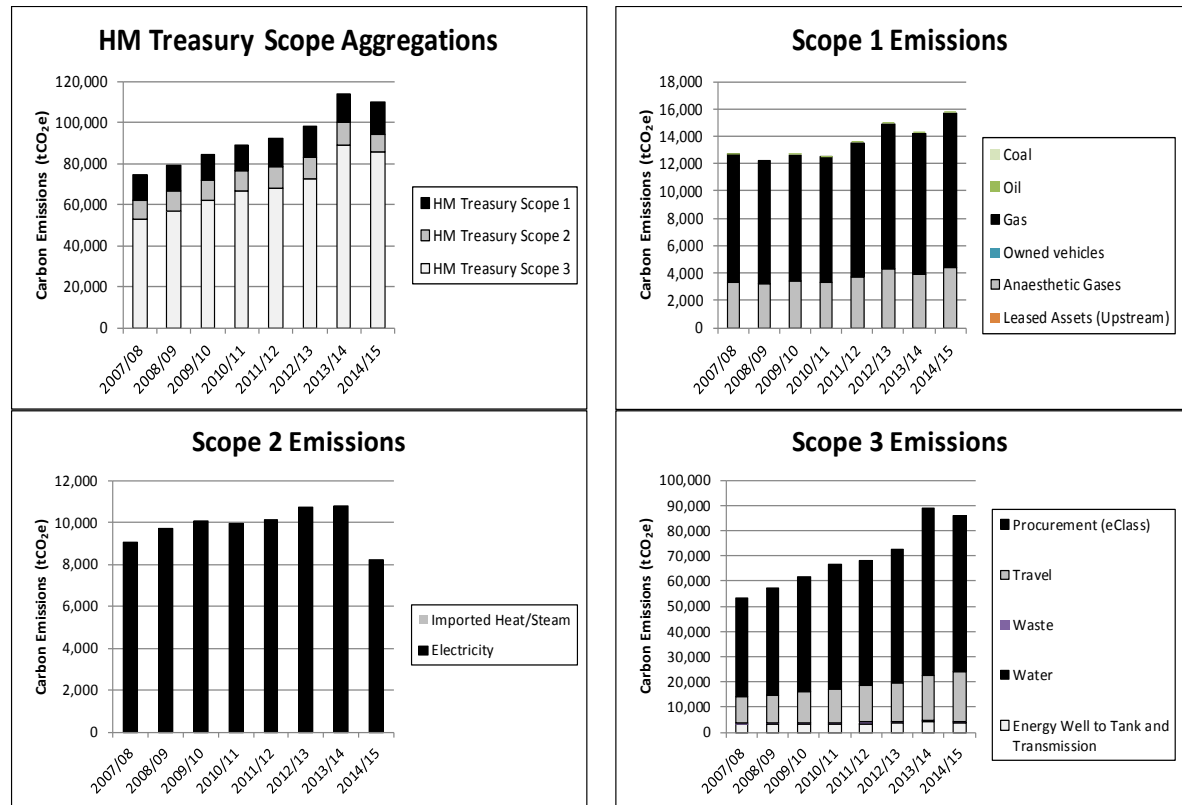 HM Treasury Scope Aggregations
Carbon Emissions (tCO₂e)
120,000
100,000
80,000
60,000
40,000
20,000
0
2007/08
2008/09
2009/10
2010/11
2011/12
2012/13
2013/14
2014/15
HM Treasury Scope 1
HM Treasury Scope 2
HM Treasury Scope 3
Scope 1 Emissions
Carbon Emissions (tCO₂e)
18,000
16,000
14,000
12,000
10,000
8,000
6,000
4,000
2,000
0
2007/08
2008/09
2009/10
2010/11
2011/12
2012/13
2013/14
2014/15
Coal
Oil
Gas
Owned vehicles
Anaesthetic Gases
Leased Assets (Upstream)
Scope 2 Emissions
Carbon Emissions (tCO₂e)
12,000
10,000
8,000
6,000
4,000
2,000
0
2007/08
2008/09
2009/10
2010/11
2011/12
2012/13
2013/14
2014/15
Imported Heat/Steam
Electricity
Scope 3 Emissions
Carbon Emissions (tCO₂e)
100,000
90,000
80,000
70,000
60,000
50,000
40,000
30,000
20,000
10,000
0
2007/08
2008/09
2009/10
2010/11
2011/12
2012/13
2013/14
2014/15
Procurement (eClass)
Travel
Waste
Water
Energy Well to Tank and
Transmission